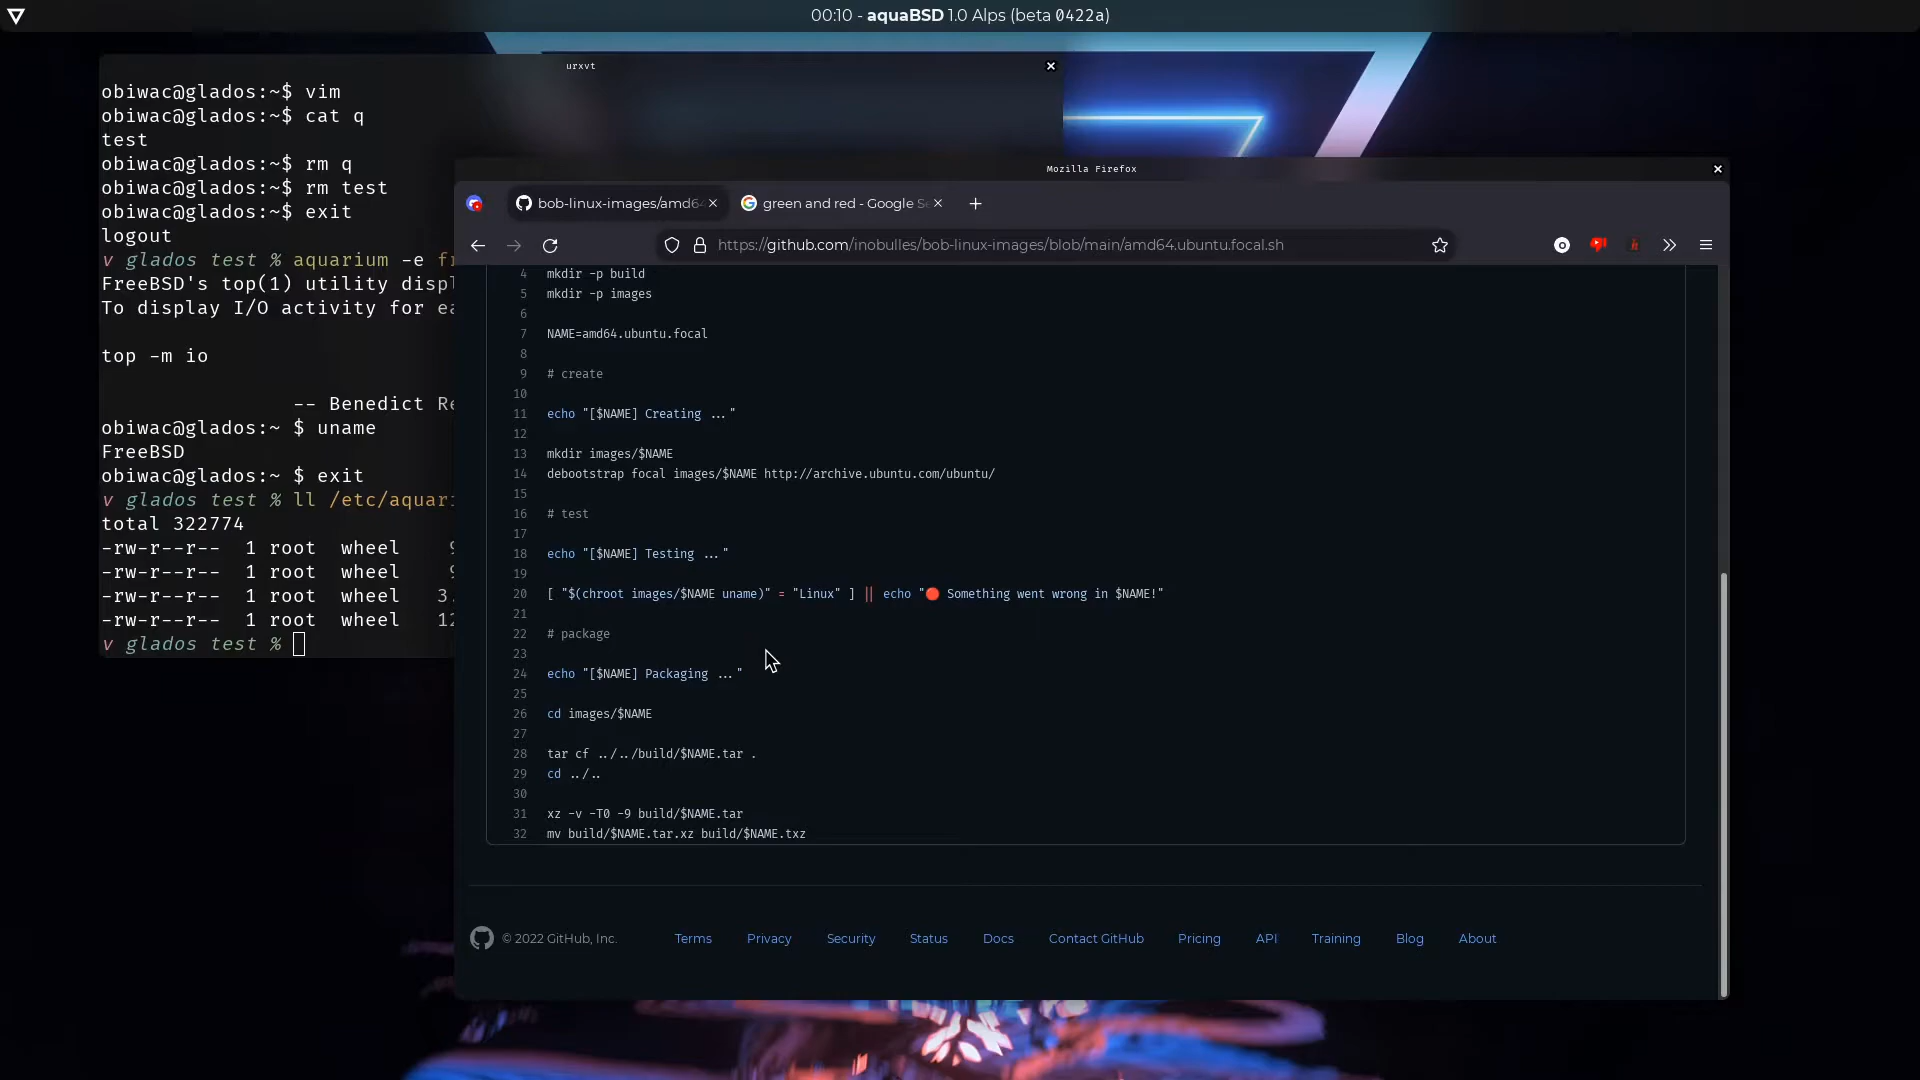 00:10 - aquaBSD 1.0 Alps (beta 0422a)
urxvt
obiwac@glados:~$ vim
obiwac@glados:~$ cat q
test
obiwac@glados:~$ rm q
obiwac@glados:~$ rm test
obiwac@glados:~$ exit
logout
v glados test % aquarium -e
FreeBSD's top(1) utility
To display I/O activity for
top -m io
-- Benedict
obiwac@glados:~ $ uname
FreeBSD
obiwac@glados:~ $ exit
v glados test % ll
total 322774
-rw-r--r-- 1 root wheel
-rw-r--r-- 1 root wheel
-rw-r--r-- 1 root wheel 3.
-rw-r--r-- 1 root wheel 12
v glados test %
Mozilla Firefox
bob-linux-images/amd64
green and red - Google S
https://github.com/inobulles/bob-linux-images/blob/main/amd64.ubuntu.focal.sh
4 mkdir -p build
5 mkdir -p images
6
7 NAME=amd64.ubuntu.focal
8
9 # create
10
11 echo "[$NAME] Creating ..."
12
13 mkdir images/$NAME
14 debootstrap focal images/$NAME http://archive.ubuntu.com/ubuntu/
15
16 # test
17
18 echo "[$NAME] Testing ..."
19
20 [ "$(chroot images/$NAME uname)" = "Linux" ] || echo "🔴 Something went wrong in $NAME!"
21
22 # package
23
24 echo "[$NAME] Packaging ..."
25
26 cd images/$NAME
27
28 tar cf ../../build/$NAME.tar .
29 cd ../..
30
31 xz -v -T0 -9 build/$NAME.tar
32 mv build/$NAME.tar.xz build/$NAME.txz
© 2022 GitHub, Inc. Terms Privacy Security Status Docs Contact GitHub Pricing API Training Blog About